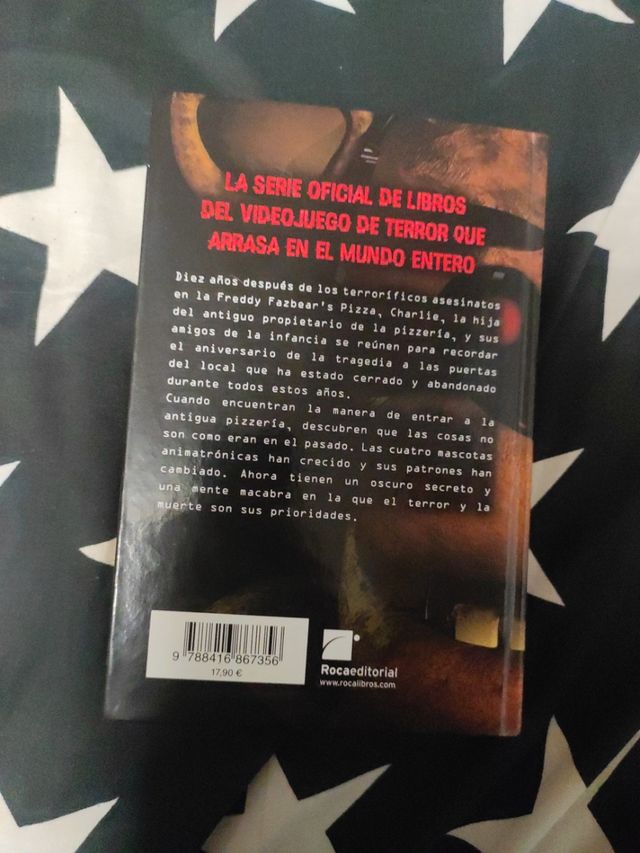 LA SERIE OFICIAL DE LIBROS
DEL VIDEOJUEGO DE TERROR QUE
ARRASA EN EL MUNDO ENTERO
Diez años después de los terroríficos asesinatos
en la Freddy Fazbear's Pizza, Charlie, la hija
del antiguo propietario de la pizzería, y sus
amigos de la infancia se reúnen para recordar
el aniversario de la tragedia a las puertas
del local que ha estado cerrado y abandonado
durante todos estos años.
Cuando encuentran la manera de entrar a la
antigua pizzería, descubren que las cosas no
son como eran en el pasado. Las cuatro mascotas
animatrónicas han crecido y sus patrones han
cambiado. Ahora tienen un oscuro secreto y
una mente macabra en la que el terror y la
muerte son sus prioridades.
9 788416 867356
17,90 €
Rocaeditorial
www.rocalibros.com